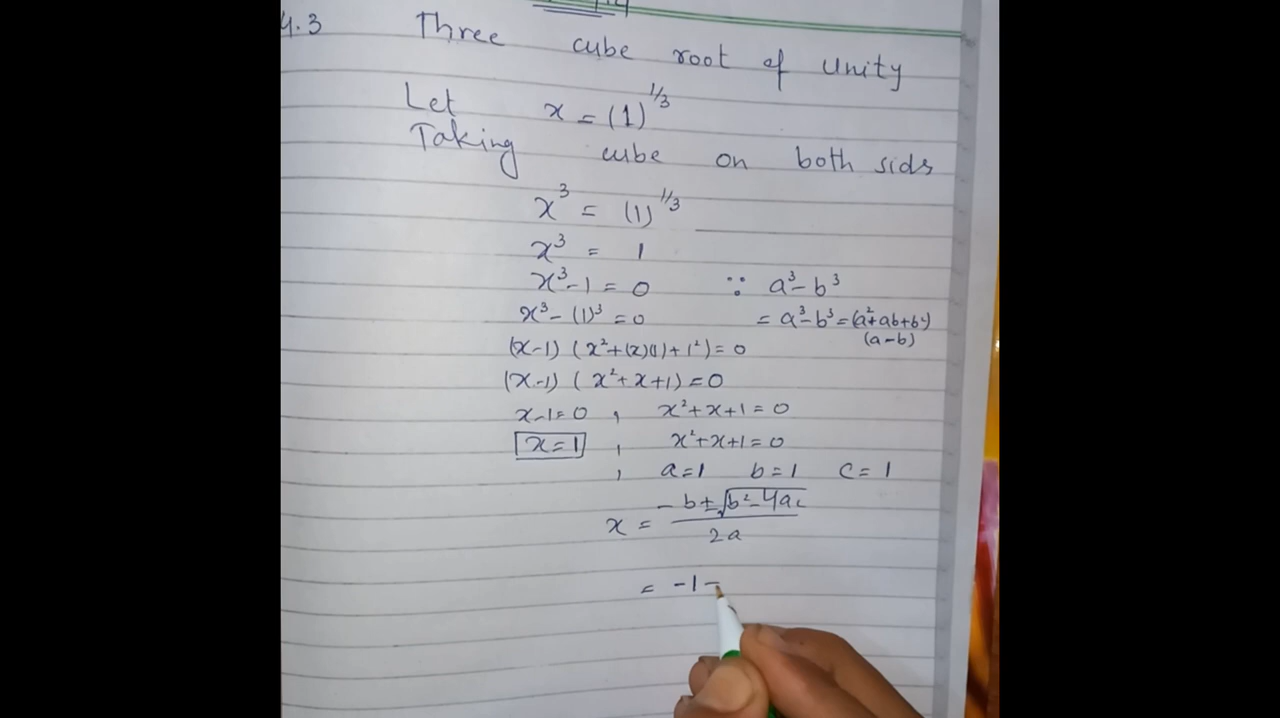 4.3 Three cube root of Unity
Let x = (1)^1/3
Taking cube on both sids
x³ = (1)^1/3
x³ = 1
x³-1 = 0 ∵ a³-b³
x³-(1)³ = 0 = a³-b³ = (a²+ab+b²)
(a-b)
(x-1) (x²+(x)(1)+1²) = 0
(x-1) (x²+x+1) = 0
x-1=0 , x²+x+1=0
x=1 , x²+x+1=0
, a=1 b=1 c=1
x = -b±√b²-4ac
2a
= -1-